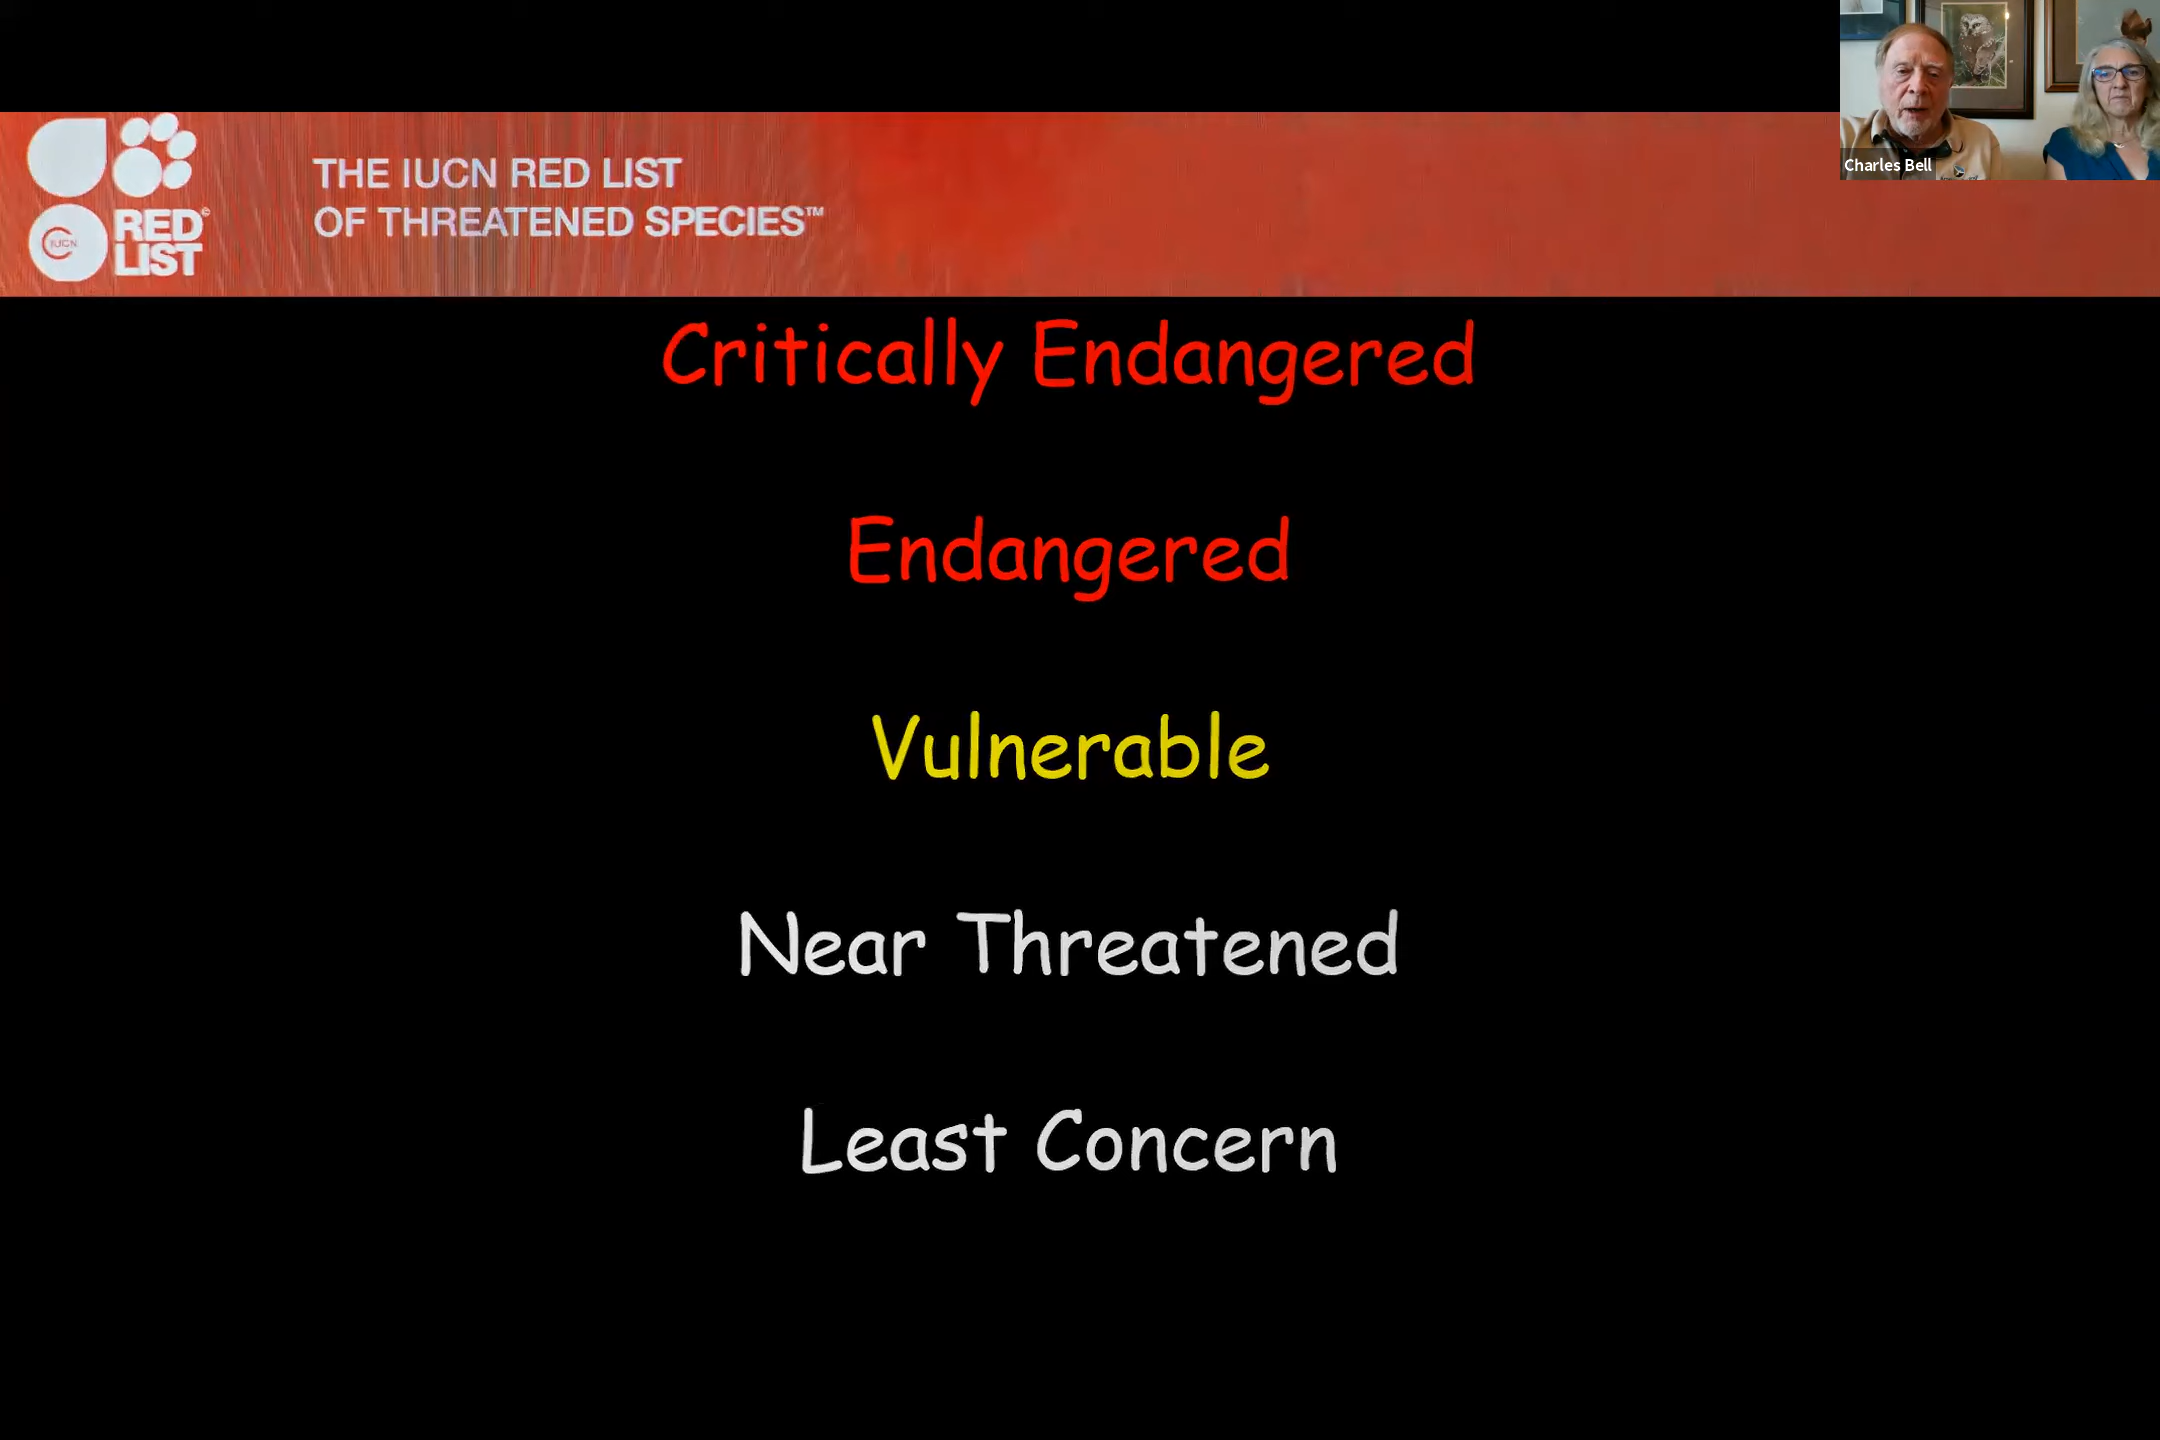 RED
LIST
IUCN
THE IUCN RED LIST
OF THREATENED SPECIES™
Charles Bell
Critically Endangered
Endangered
Vulnerable
Near Threatened
Least Concern